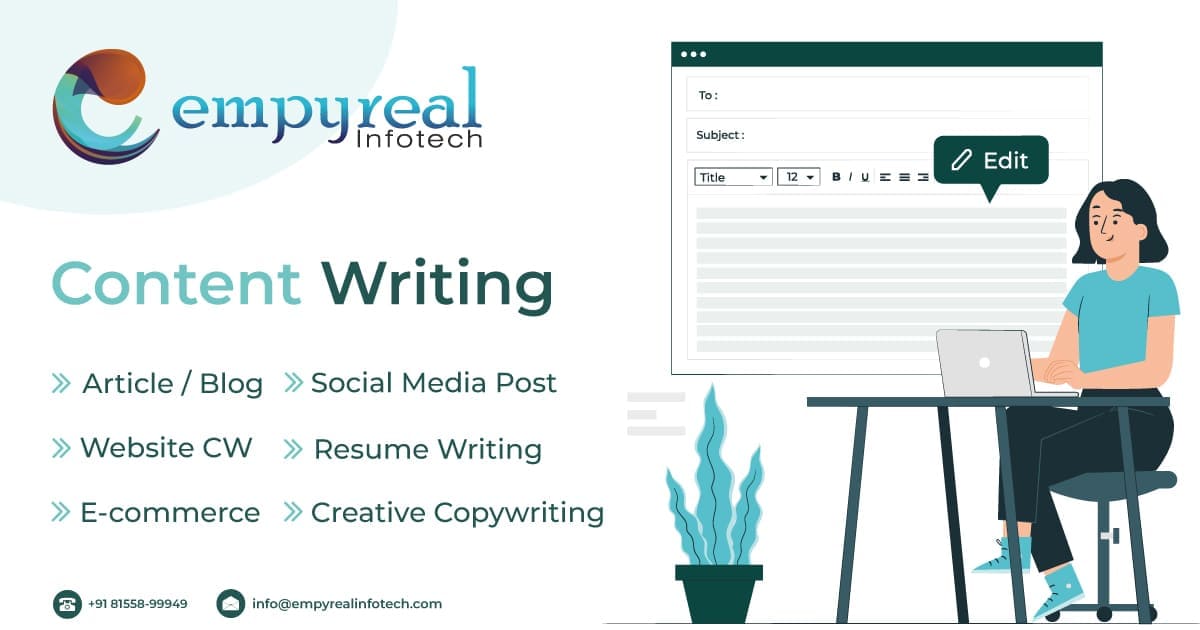 empyreal
Infotech
Content Writing
Article / Blog
Social Media Post
Website CW
Resume Writing
E-commerce
Creative Copywriting
+91 81558-99949
info@empyrealinfotech.com
To :
Subject :
Title 12 B I U
Edit